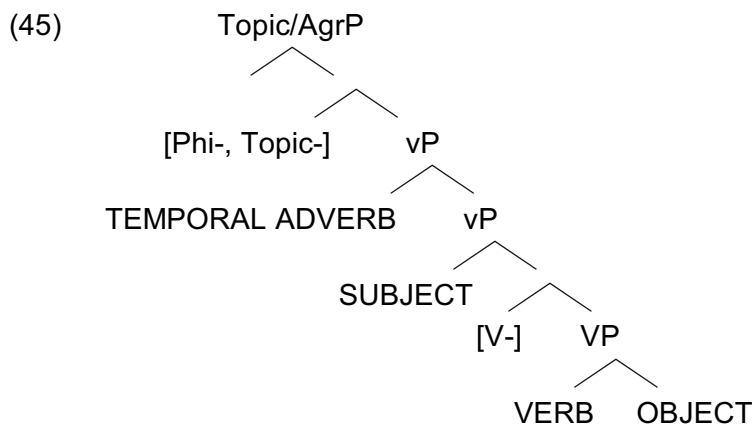 (45) Topic/AgrP
[Phi-, Topic-] vP
TEMPORAL ADVERB vP
SUBJECT
[V-] VP
VERB OBJECT